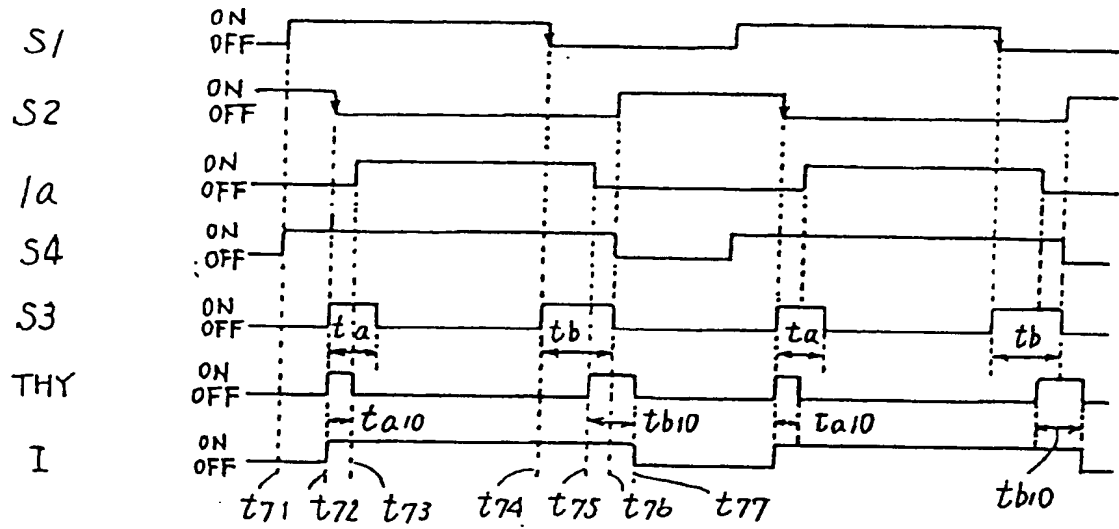 S1 ON
OFF
S2 ON
OFF
1a ON
OFF
S4 ON
OFF
S3 ON
OFF ta tb ta tb
THY ON
OFF
ta10 tb10 τa10
I ON
OFF
t71 t72 t73 t74 t75 t76 t77 tb10